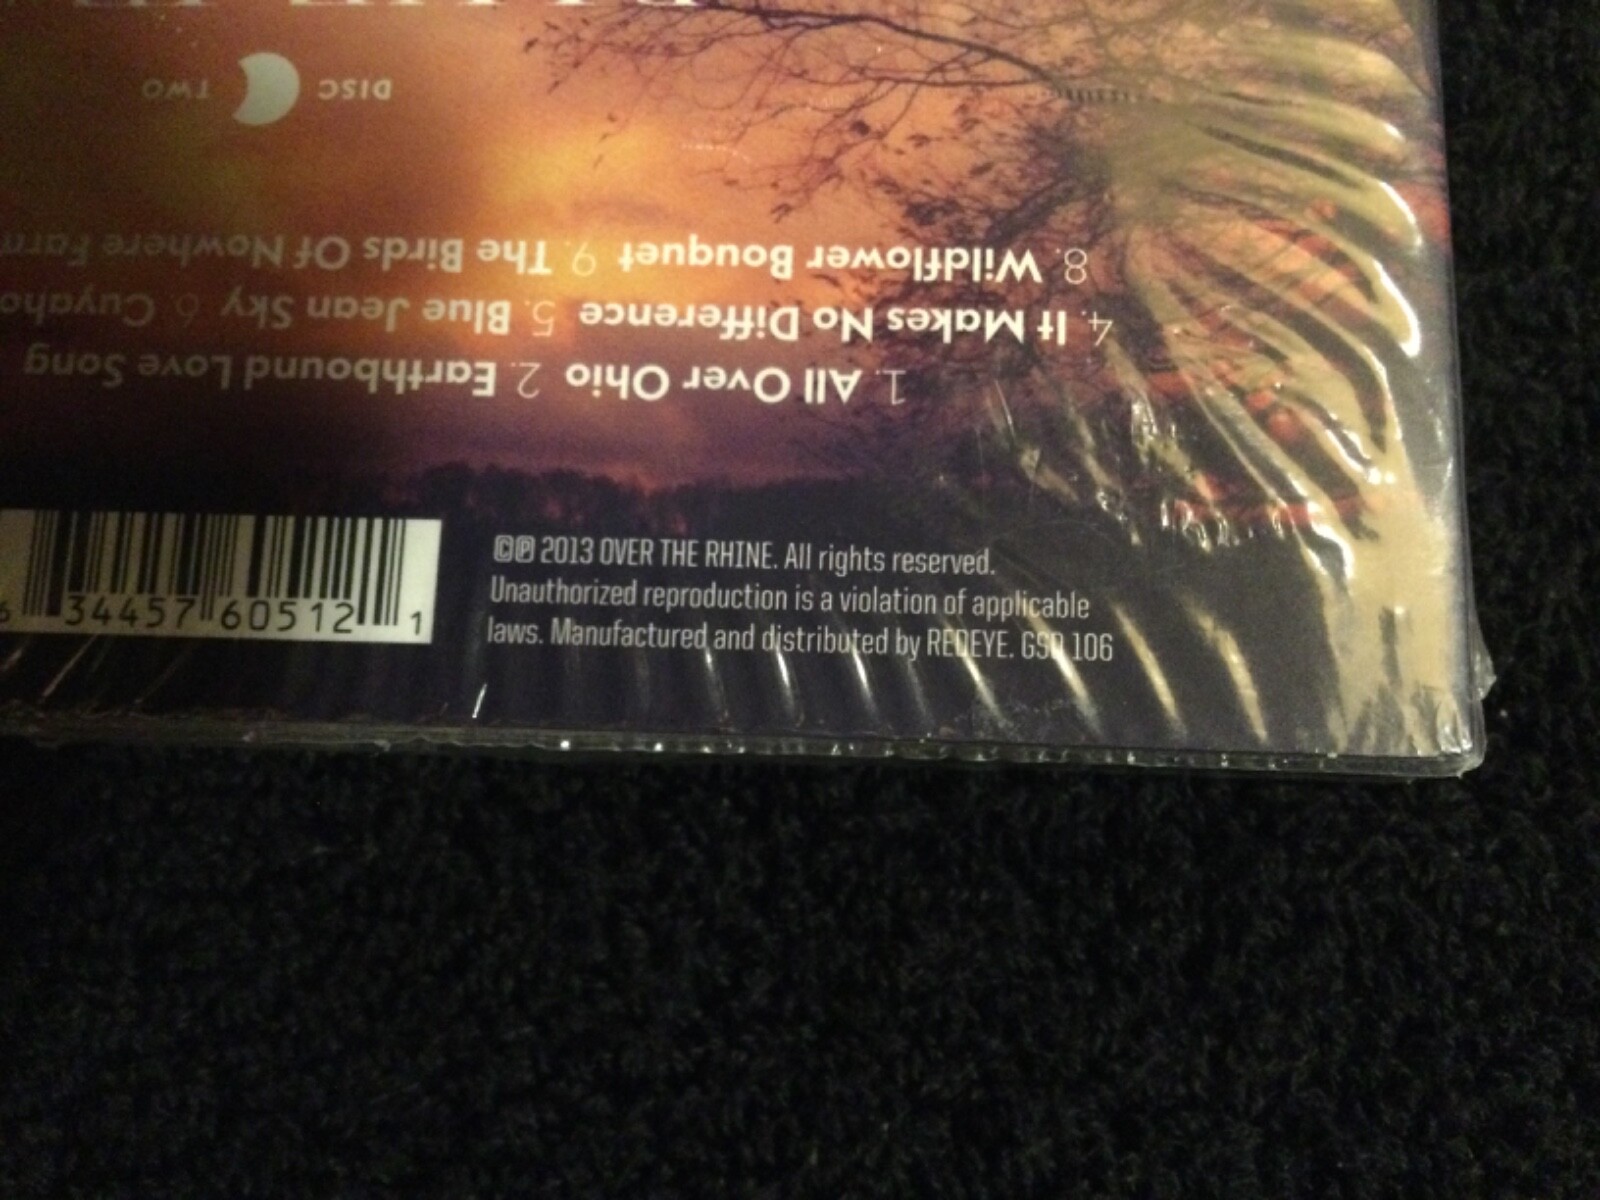 1. All Over Ohio 2. Earthbound Love Song
4. It Makes No Difference 5. Blue Jean Sky 6. Cuyaho
8. Wildflower Bouquet 9. The Birds Of Nowhere Farm
DISC TWO
©℗ 2013 OVER THE RHINE. All rights reserved.
Unauthorized reproduction is a violation of applicable
laws. Manufactured and distributed by REDEYE. GSD 106
6 34457 60512 1